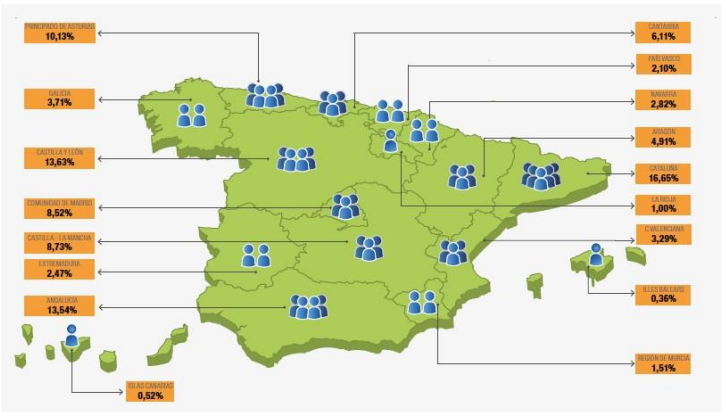 PRINCIPADO DE ASTURIAS
10,13%
GALICIA
3,71%
CASTILLA Y LEÓN
13,63%
COMUNIDAD DE MADRID
8,52%
CASTILLA - LA MANCHA
8,73%
EXTREMADURA
2,47%
ANDALUCÍA
13,54%
ISLAS CANARIAS
0,52%
CANTABRIA
6,11%
PAÍS VASCO
2,10%
NAVARRA
2,82%
ARAGÓN
4,91%
CATALUÑA
16,65%
LA RIOJA
1,00%
C.VALENCIANA
3,29%
ILLES BALEARS
0,36%
REGIÓN DE MURCIA
1,51%